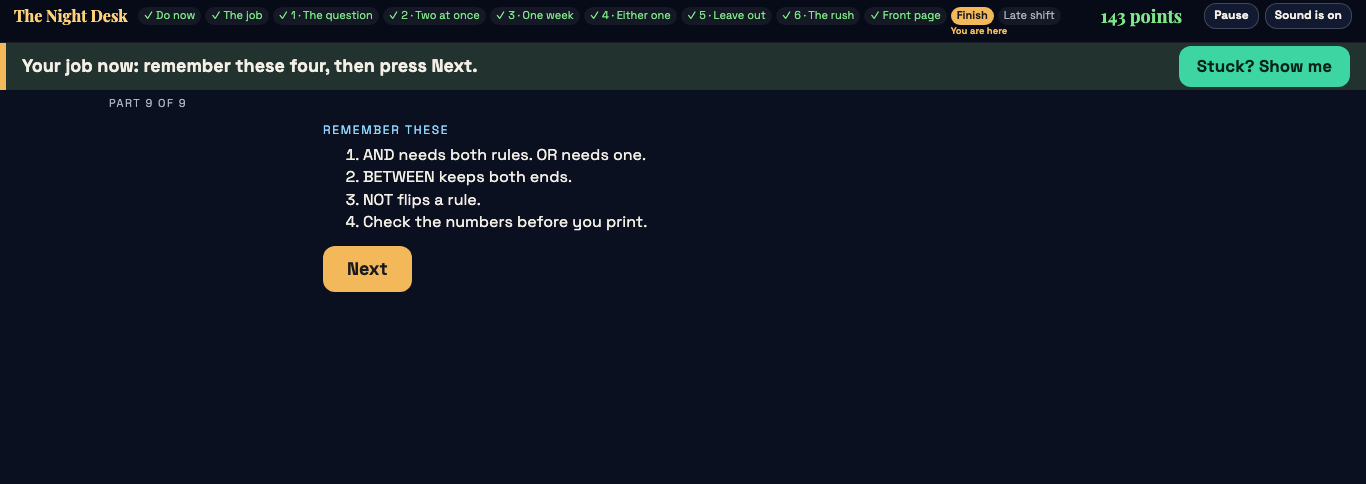 The Night Desk
✓ Do now
✓ The job
✓ 1 · The question
✓ 2 · Two at once
✓ 3 · One week
✓ 4 · Either one
✓ 5 · Leave out
✓ 6 · The rush
✓ Front page
Finish
Late shift
You are here
143 points
Pause
Sound is on
Your job now: remember these four, then press Next.
Stuck? Show me
PART 9 OF 9
REMEMBER THESE
1. AND needs both rules. OR needs one.
2. BETWEEN keeps both ends.
3. NOT flips a rule.
4. Check the numbers before you print.
Next